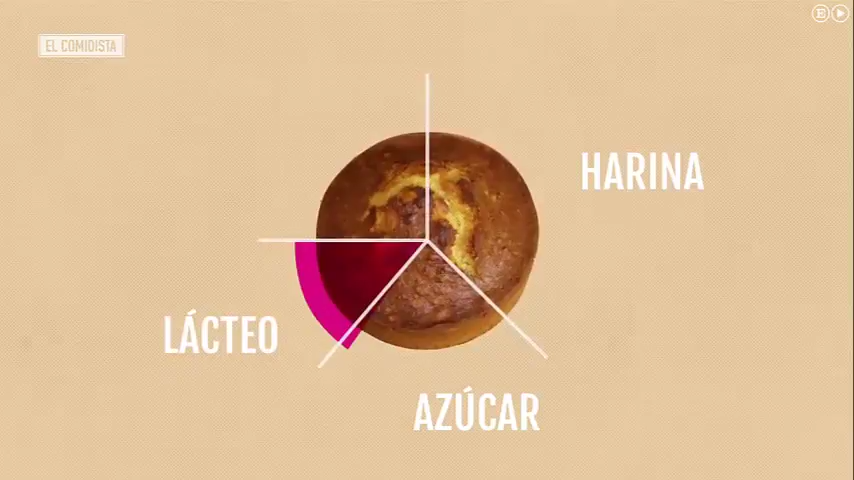 EL COMIDISTA
E
HARINA
LÁCTEO
AZÚCAR